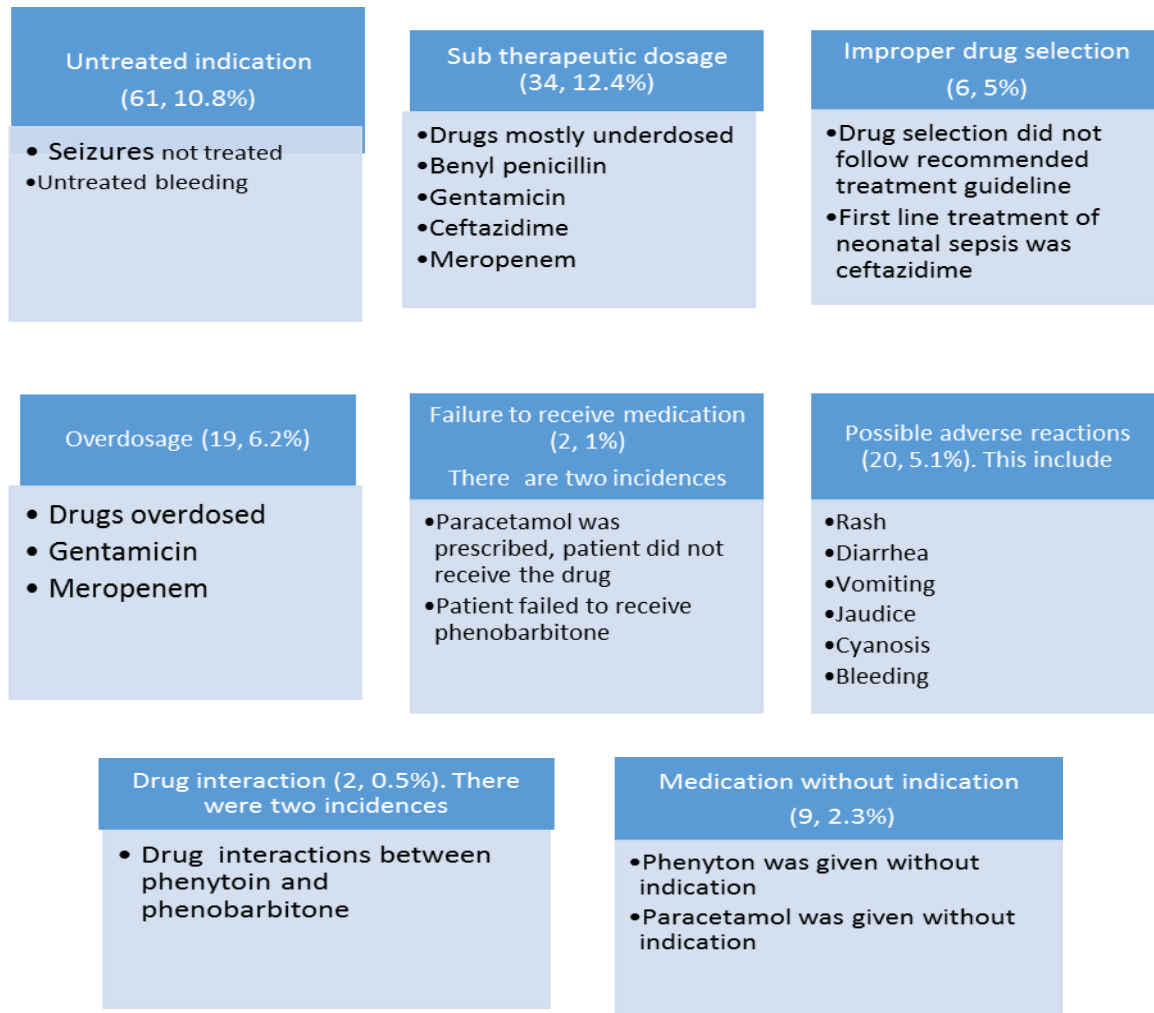 Untreated indication
(61, 10.8%)
• Seizures not treated
•Untreated bleeding
Sub therapeutic dosage
(34, 12.4%)
•Drugs mostly underdosed
•Benyl penicillin
•Gentamicin
•Ceftazidime
•Meropenem
Improper drug selection
(6, 5%)
•Drug selection did not
follow recommended
treatment guideline
•First line treatment of
neonatal sepsis was
ceftazidime
Overdosage (19, 6.2%)
• Drugs overdosed
• Gentamicin
• Meropenem
Failure to receive medication
(2, 1%)
There are two incidences
•Paracetamol was
prescribed, patient did not
receive the drug
•Patient failed to receive
phenobarbitone
Possible adverse reactions
(20, 5.1%). This include
•Rash
•Diarrhea
•Vomiting
•Jaudice
•Cyanosis
•Bleeding
Drug interaction (2, 0.5%). There
were two incidences
• Drug interactions between
phenytoin and
phenobarbitone
Medication without indication
(9, 2.3%)
•Phenyton was given without
indication
•Paracetamol was given without
indication